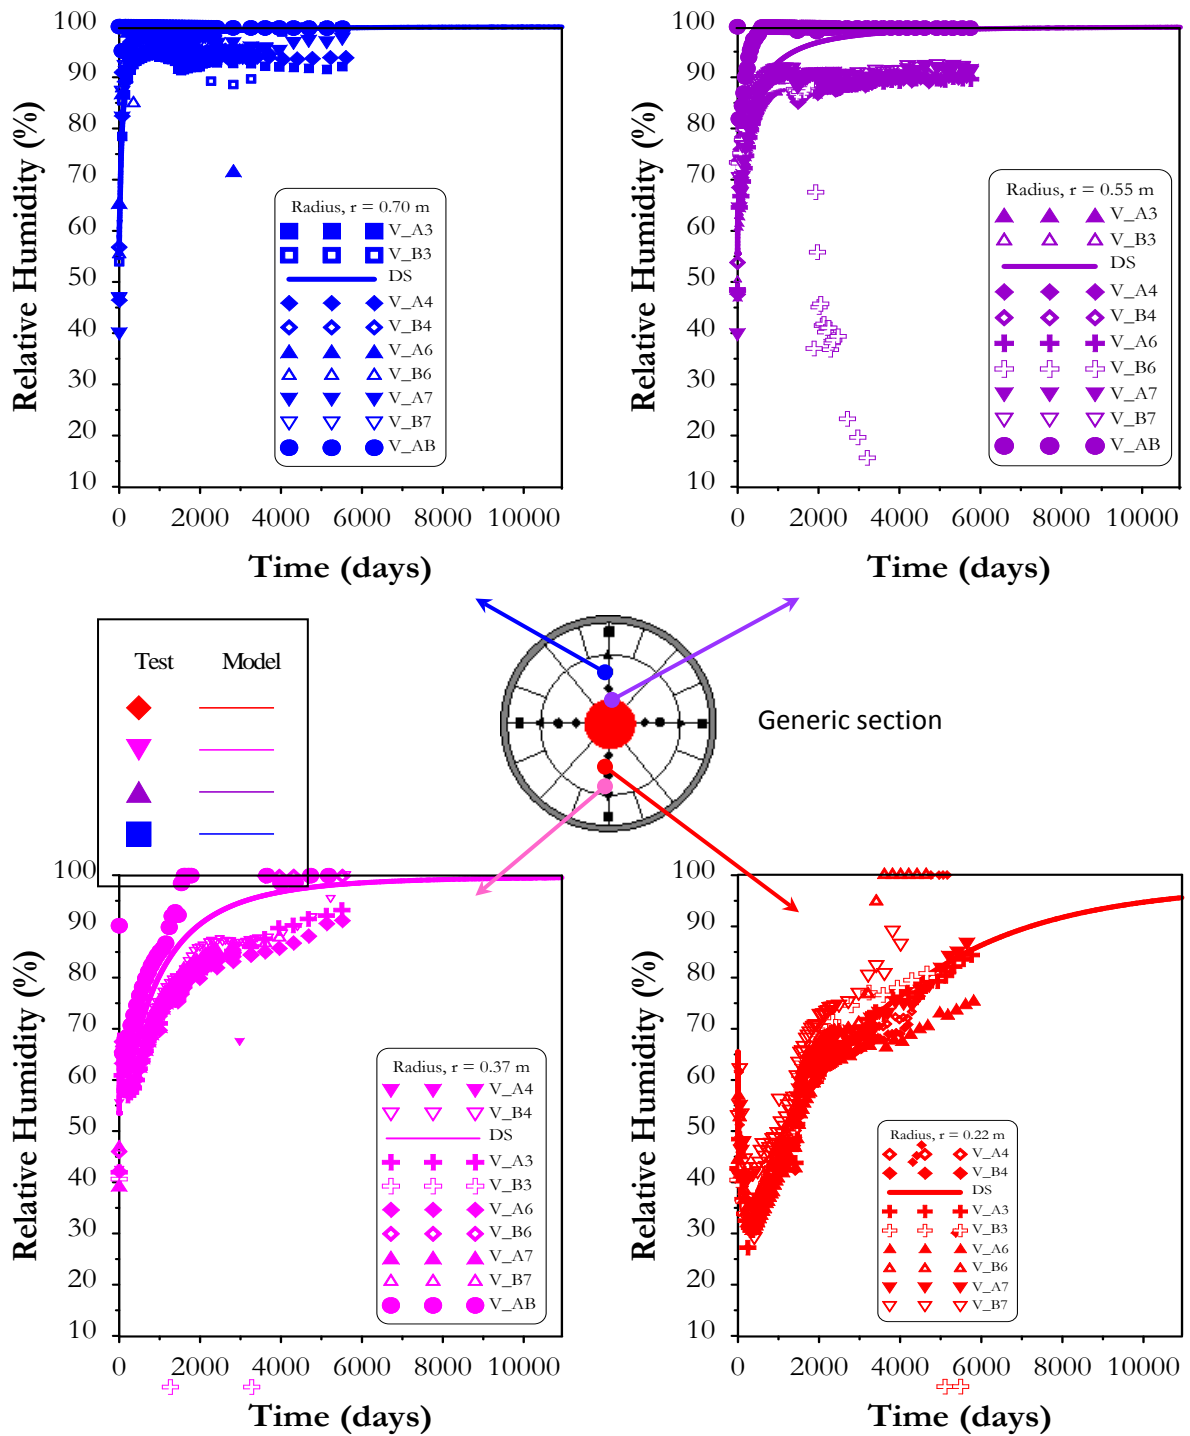 100
90
80
70
60
50
40
30
20
10
Relative Humidity (%)
Radius, r = 0.70 m
V_A3
V_B3
DS
V_A4
V_B4
V_A6
V_B6
V_A7
V_B7
V_AB
0 2000 4000 6000 8000 10000
Time (days)
100
90
80
70
60
50
40
30
20
10
Relative Humidity (%)
Radius, r = 0.55 m
V_A3
V_B3
DS
V_A4
V_B4
V_A6
V_B6
V_A7
V_B7
V_AB
0 2000 4000 6000 8000 10000
Time (days)
Test Model
Generic section
100
90
80
70
60
50
40
30
20
10
Relative Humidity (%)
Radius, r = 0.37 m
V_A4
V_B4
DS
V_A3
V_B3
V_A6
V_B6
V_A7
V_B7
V_AB
0 2000 4000 6000 8000 10000
Time (days)
100
90
80
70
60
50
40
30
20
10
Relative Humidity (%)
Radius, r = 0.22 m
V_A4
V_B4
DS
V_A3
V_B3
V_A6
V_B6
V_A7
V_B7
0 2000 4000 6000 8000 10000
Time (days)